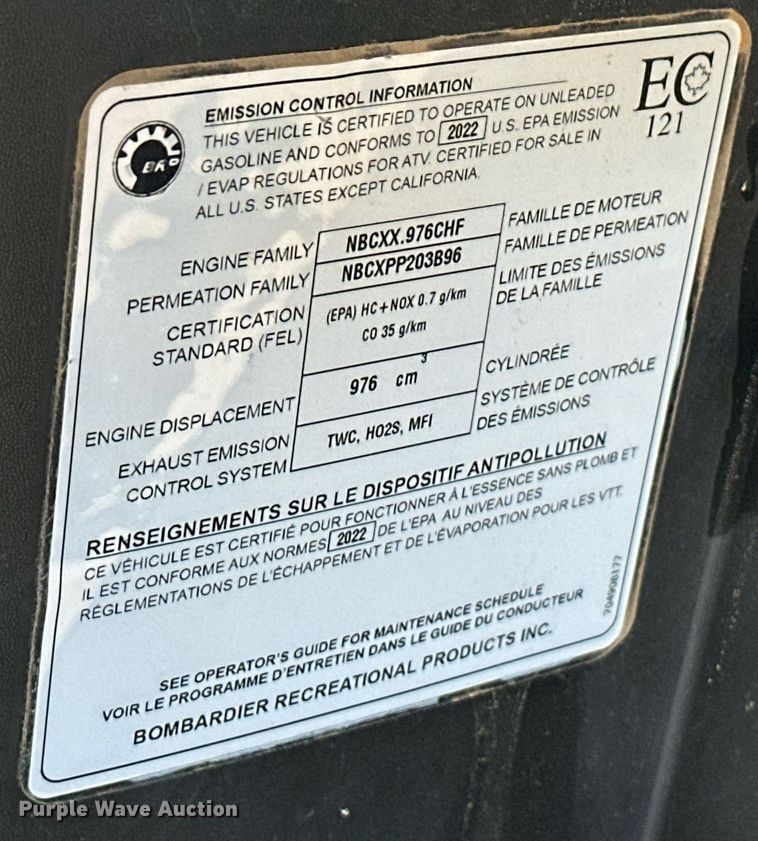 EMISSION CONTROL INFORMATION
THIS VEHICLE IS CERTIFIED TO OPERATE ON UNLEADED
GASOLINE AND CONFORMS TO 2022 U.S. EPA EMISSION
/ EVAP REGULATIONS FOR ATV. CERTIFIED FOR SALE IN
ALL U.S. STATES EXCEPT CALIFORNIA.
EC
121
BRP
ENGINE FAMILY NBCXX.976CHF FAMILLE DE MOTEUR
PERMEATION FAMILY NBCXPP203B96 FAMILLE DE PERMEATION
CERTIFICATION (EPA) HC+NOX 0.7 g/km LIMITE DES ÉMISSIONS
STANDARD (FEL) CO 35 g/km DE LA FAMILLE
ENGINE DISPLACEMENT 976 cm³ CYLINDRÉE
EXHAUST EMISSION TWC, HO2S, MFI SYSTÈME DE CONTRÔLE
CONTROL SYSTEM DES ÉMISSIONS
RENSEIGNEMENTS SUR LE DISPOSITIF ANTIPOLLUTION
CE VÉHICULE EST CERTIFIÉ POUR FONCTIONNER À L'ESSENCE SANS PLOMB ET
IL EST CONFORME AUX NORMES 2022 DE L'EPA AU NIVEAU DES
RÉGLEMENTATIONS DE L'ÉCHAPPEMENT ET DE L'ÉVAPORATION POUR LES VTT.
704906177
SEE OPERATOR'S GUIDE FOR MAINTENANCE SCHEDULE
VOIR LE PROGRAMME D'ENTRETIEN DANS LE GUIDE DU CONDUCTEUR
BOMBARDIER RECREATIONAL PRODUCTS INC.
Purple Wave Auction